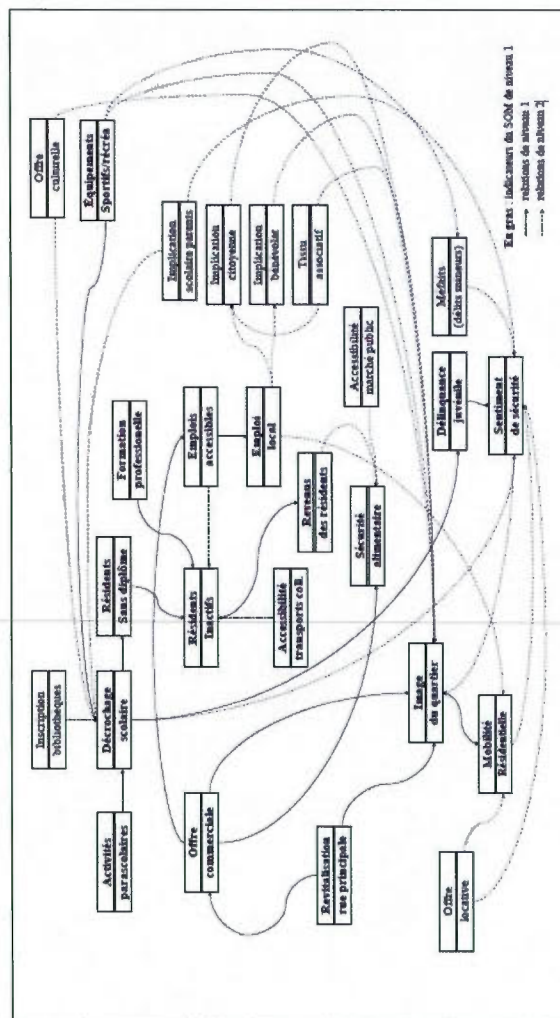 Inscription
bibliothèques
Offre
culturelle
Activités
parascolaires
Décrochage
scolaire
Résidents
Sans diplôme
Formation
professionelle
Equipements
Sportifs/récréa
Offre
commerciale
Résidents
Inactifs
Emplois
accessibles
Implication
scolaire parents
Accessibilité
transports coll.
Emploi
local
Implication
citoyenne
Revenus
des résidents
Implication
bénévolat
Revitalisation
rue principale
Sécurité
alimentaire
Accessibilité
marché public
Tissu
associatif
Image
du quartier
Offre
locative
Mobilité
Résidentielle
Sentiment
de sécurité
Délinquance
juvénile
Méfaits
(délits mineurs)
En gras : indicateurs du SOM de niveau 1
relations de niveau 1
relations de niveau 2